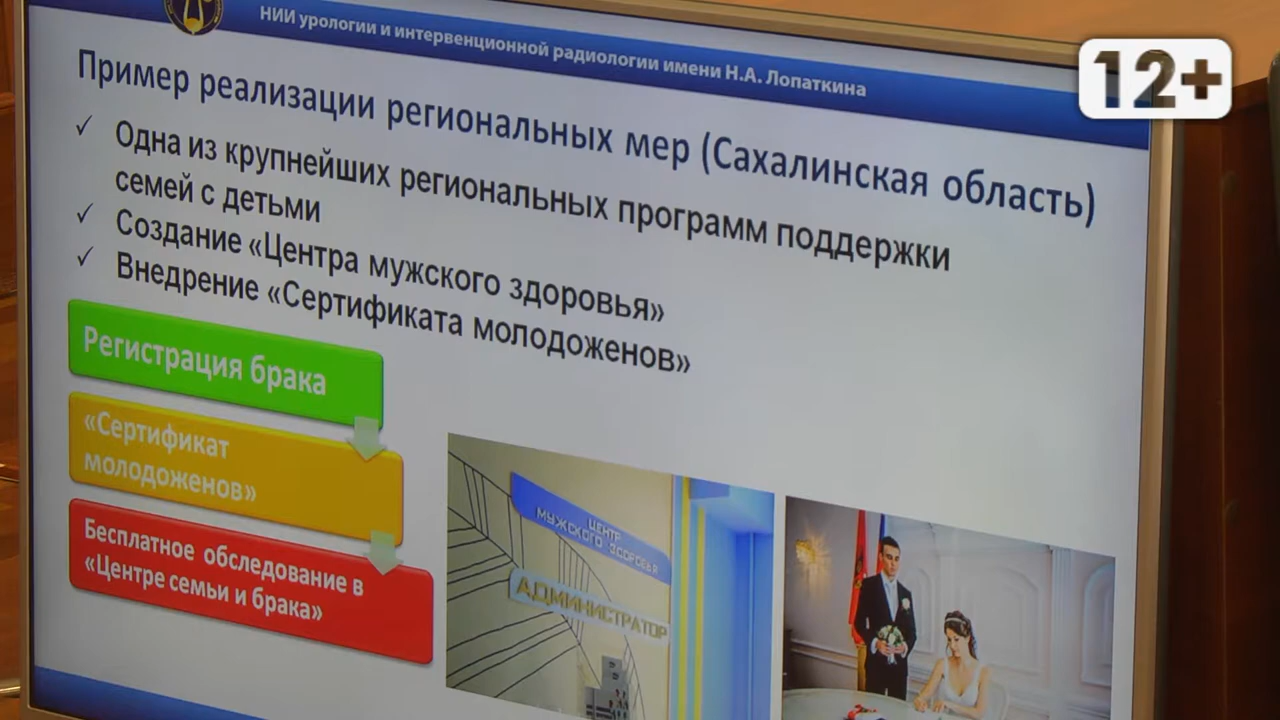 НИИ урологии и интервенционной радиологии имени Н.А. Лопаткина
12+
Пример реализации региональных мер (Сахалинская область)
✓ Одна из крупнейших региональных программ поддержки
семей с детьми
✓ Создание «Центра мужского здоровья»
✓ Внедрение «Сертификата молодоженов»
Регистрация брака
«Сертификат
молодоженов»
Бесплатное обследование в
«Центре семьи и брака»
ЦЕНТР
МУЖСКОГО ЗДОРОВЬЯ
АДМИНИСТРАТОР